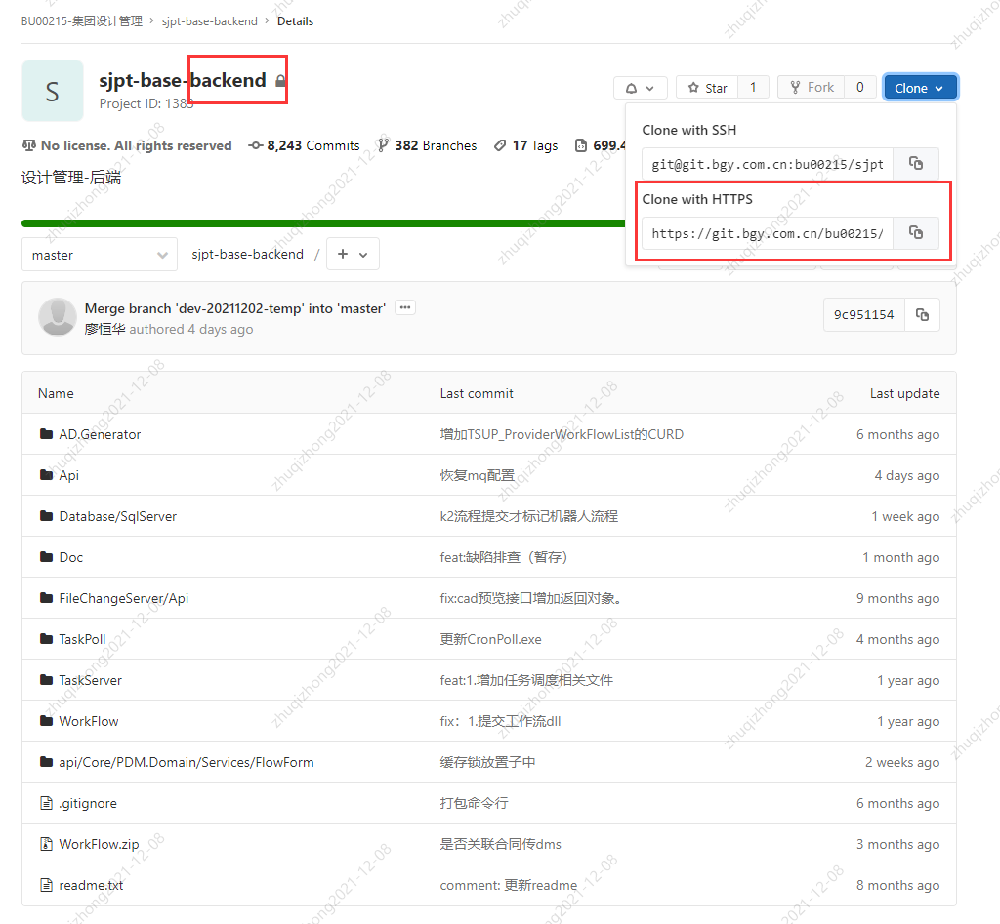 BU00215-集团设计管理 › sjpt-base-backend › Details
S
sjpt-base-backend
Project ID: 1383
Star 1
Fork 0
Clone
No license. All rights reserved 8,243 Commits 382 Branches 17 Tags 699.4
设计管理-后端
Clone with SSH
git@git.bgy.com.cn:bu00215/sjpt
Clone with HTTPS
https://git.bgy.com.cn/bu00215/
master sjpt-base-backend / +
Merge branch 'dev-20211202-temp' into 'master' ···
廖恒华 authored 4 days ago
9c951154
Name Last commit Last update
AD.Generator 增加TSUP_ProviderWorkFlowList的CURD 6 months ago
Api 恢复mq配置 4 days ago
Database/SqlServer k2流程提交才标记机器人流程 1 week ago
Doc feat:缺陷排查（暂存） 1 month ago
FileChangeServer/Api fix:cad预览接口增加返回对象。 9 months ago
TaskPoll 更新CronPoll.exe 4 months ago
TaskServer feat:1.增加任务调度相关文件 1 year ago
WorkFlow fix：1.提交工作流dll 1 year ago
api/Core/PDM.Domain/Services/FlowForm 缓存锁放置子中 2 weeks ago
.gitignore 打包命令行 6 months ago
WorkFlow.zip 是否关联合同传dms 3 months ago
readme.txt comment: 更新readme 8 months ago
zhuqizhong2021-12-08